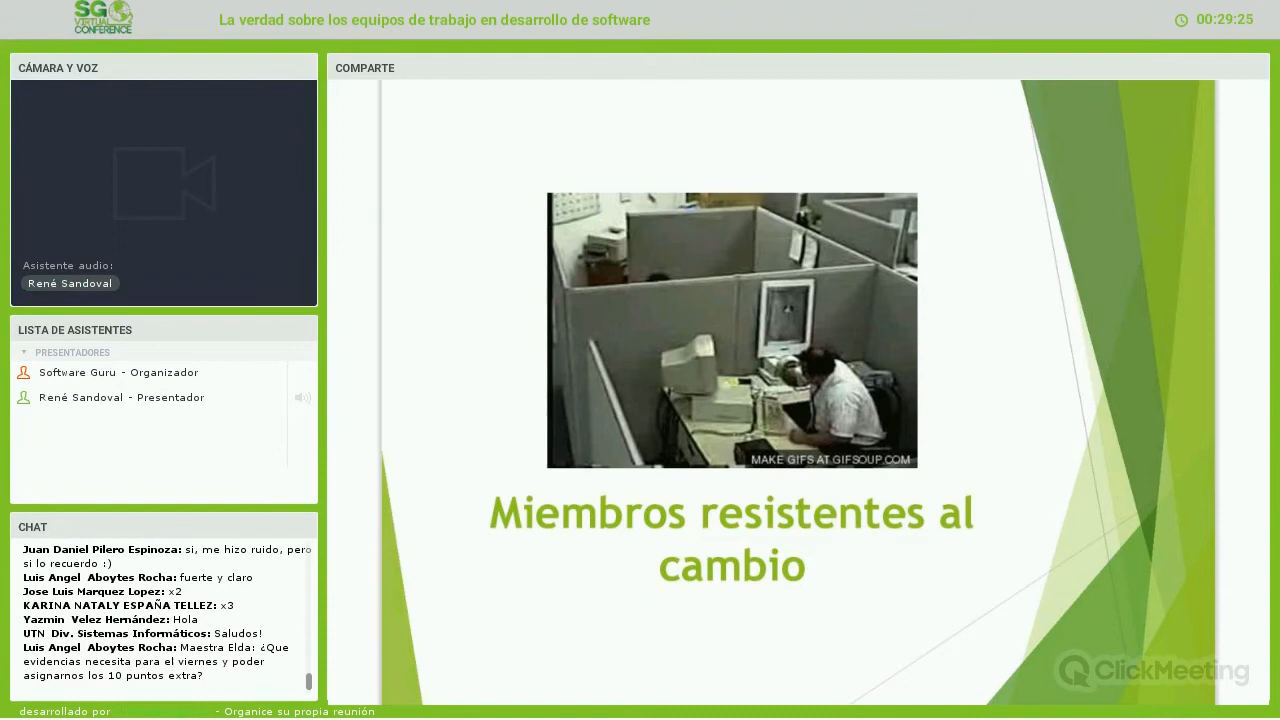 SG
VIRTUAL
CONFERENCE
La verdad sobre los equipos de trabajo en desarrollo de software
00:29:25
CÁMARA Y VOZ
Asistente audio:
René Sandoval
LISTA DE ASISTENTES
PRESENTADORES
Software Guru - Organizador
René Sandoval - Presentador
CHAT
Juan Daniel Pilero Espinoza: si, me hizo ruido, pero
si lo recuerdo :)
Luis Angel Aboytes Rocha: fuerte y claro
Jose Luis Marquez Lopez: x2
KARINA NATALY ESPAÑA TELLEZ: x3
Yazmin Velez Hernández: Hola
UTN Div. Sistemas Informáticos: Saludos!
Luis Angel Aboytes Rocha: Maestra Elda: ¿Que
evidencias necesita para el viernes y poder
asignarnos los 10 puntos extra?
desarrollado por
- Organice su propia reunión
COMPARTE
MAKE GIFS AT GIFSOUP.COM
Miembros resistentes al
cambio
ClickMeeting